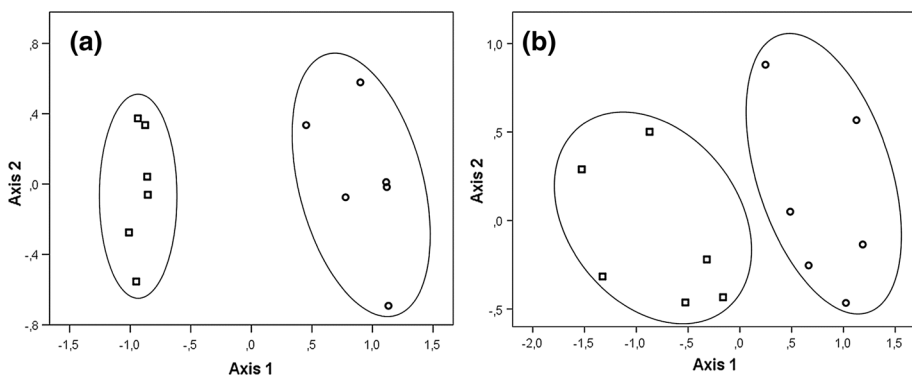 (a)
,8
,4
,0
-,4
-,8
Axis 2
-1,5 -1,0 -,5 ,0 ,5 1,0 1,5
Axis 1
(b)
1,0
,5
,0
-,5
Axis 2
-2,0 -1,5 -1,0 -,5 0,0 ,5 1,0 1,5
Axis 1